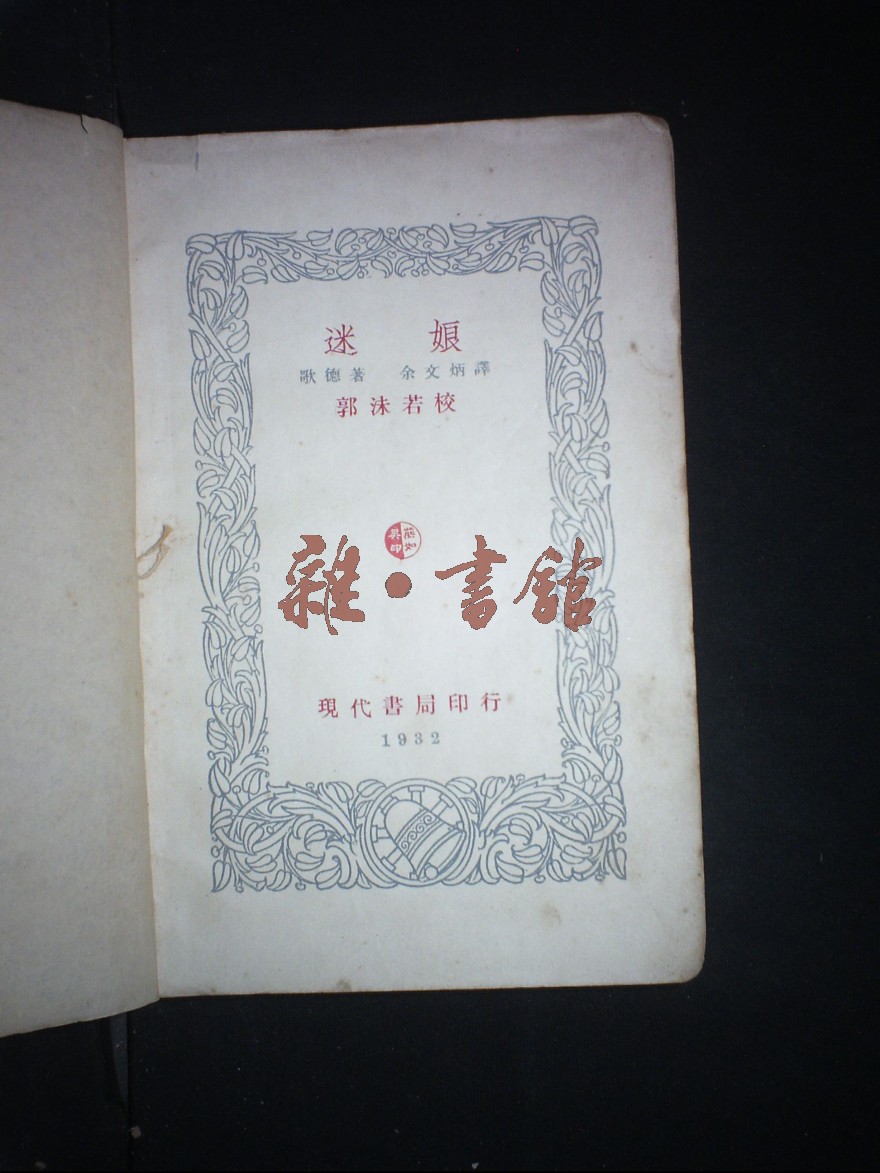 迷娘
歌德著 余文炳譯
郭沫若校
雜·書館
現代書局印行
1932